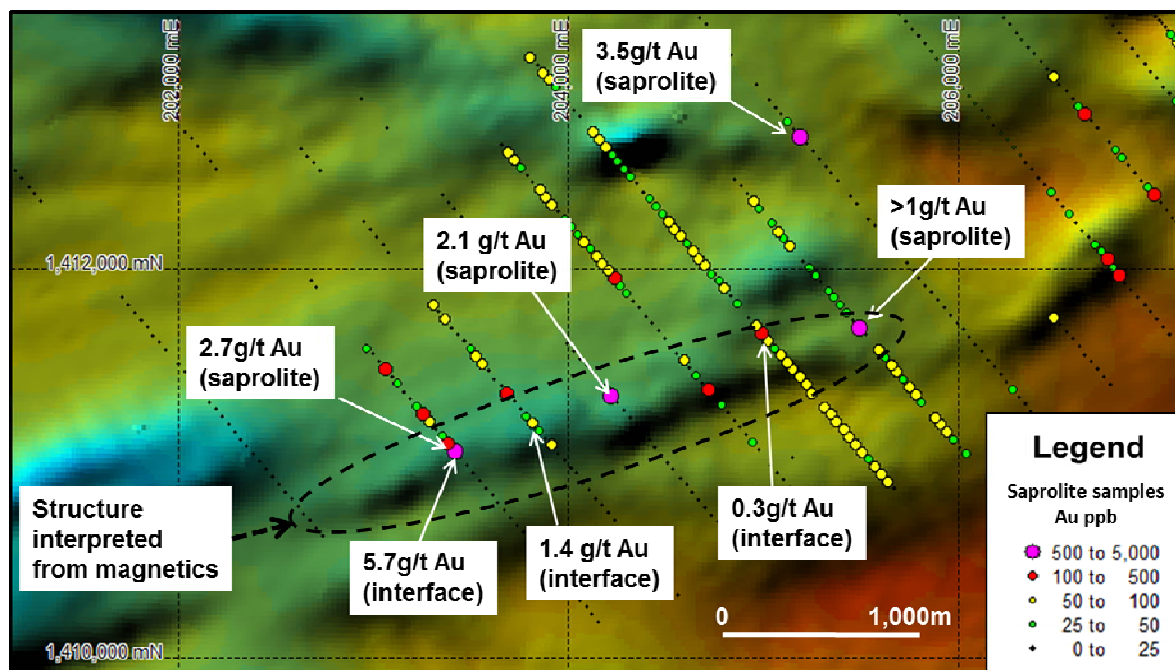 202,000 mE
204,000 mE
206,000 mE
3.5g/t Au
(saprolite)
>1g/t Au
(saprolite)
2.1 g/t Au
(saprolite)
1,412,000 mN
2.7g/t Au
(saprolite)
Structure
interpreted
from magnetics
5.7g/t Au
(interface)
1.4 g/t Au
(interface)
0.3g/t Au
(interface)
0 1,000m
1,410,000 mN
Legend
Saprolite samples
Au ppb
500 to 5,000
100 to 500
50 to 100
25 to 50
0 to 25